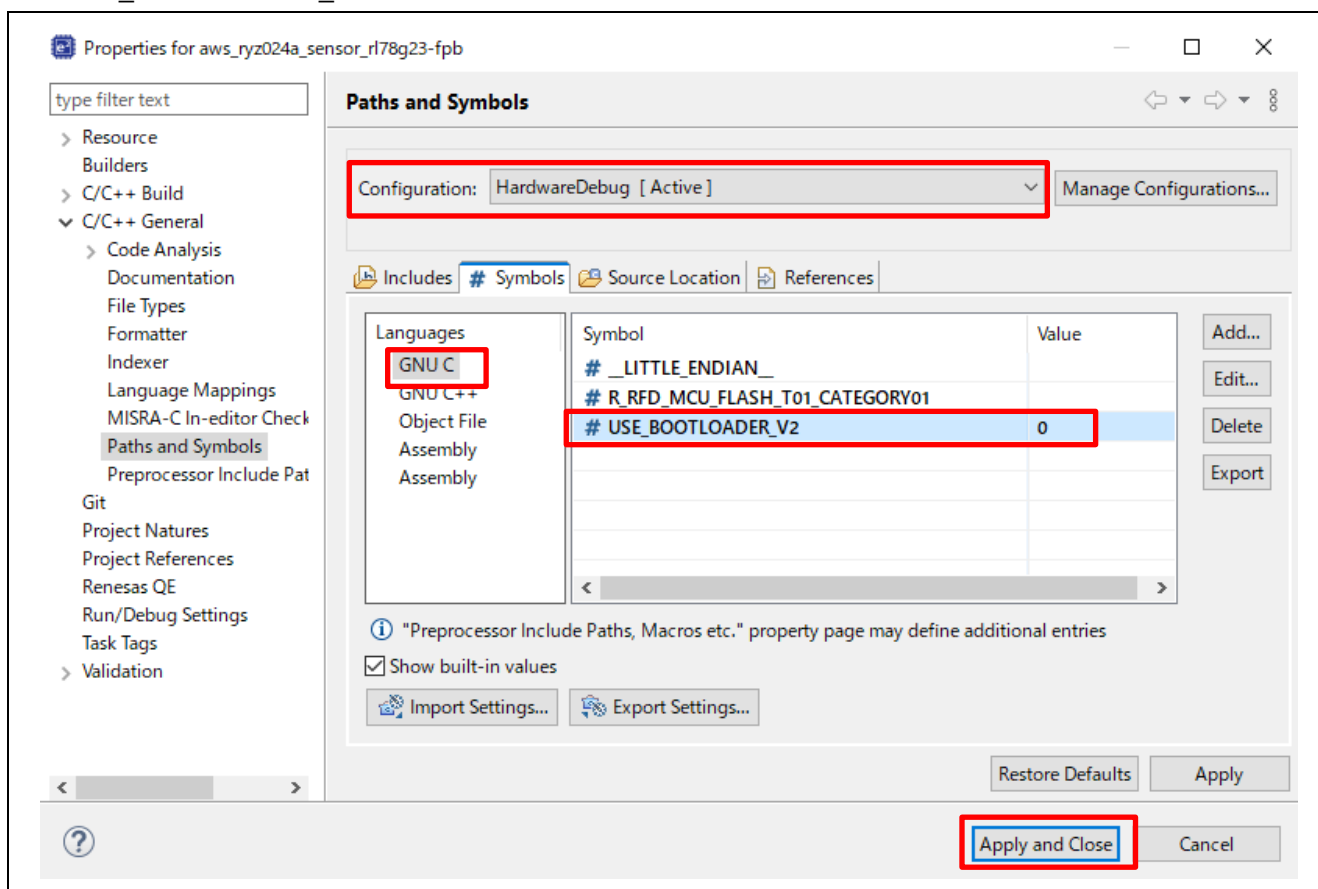 Properties for aws_ryz024a_sensor_rl78g23-fpb
type filter text
Resource
Builders
C/C++ Build
C/C++ General
Code Analysis
Documentation
File Types
Formatter
Indexer
Language Mappings
MISRA-C In-editor Check
Paths and Symbols
Preprocessor Include Pat
Git
Project Natures
Project References
Renesas QE
Run/Debug Settings
Task Tags
Validation
Paths and Symbols
Configuration: HardwareDebug [ Active ] Manage Configurations...
Includes # Symbols Source Location References
Languages
GNU C
GNU C++
Object File
Assembly
Assembly
Symbol Value
# __LITTLE_ENDIAN__
# R_RFD_MCU_FLASH_T01_CATEGORY01
# USE_BOOTLOADER_V2 0
Add...
Edit...
Delete
Export
"Preprocessor Include Paths, Macros etc." property page may define additional entries
Show built-in values
Import Settings... Export Settings...
Restore Defaults Apply
Apply and Close Cancel